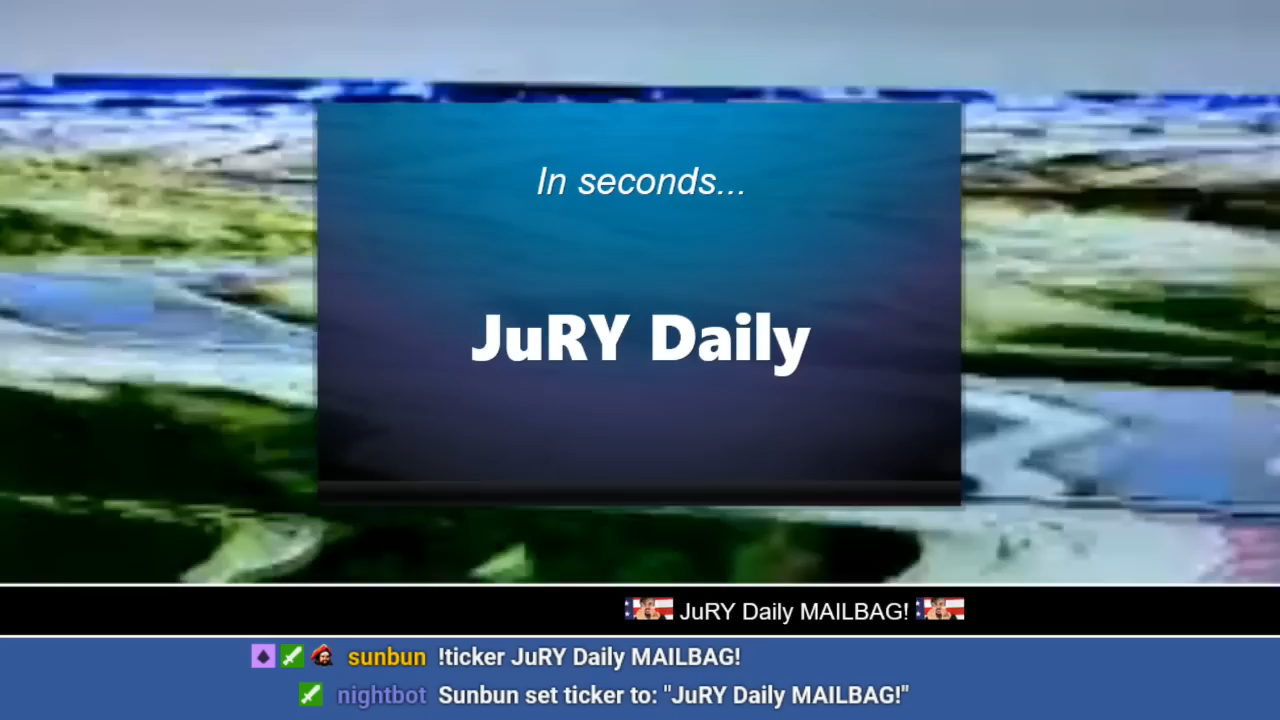 In seconds...
JuRY Daily
JuRY Daily MAILBAG!
sunbun !ticker JuRY Daily MAILBAG!
nightbot Sunbun set ticker to: "JuRY Daily MAILBAG!"